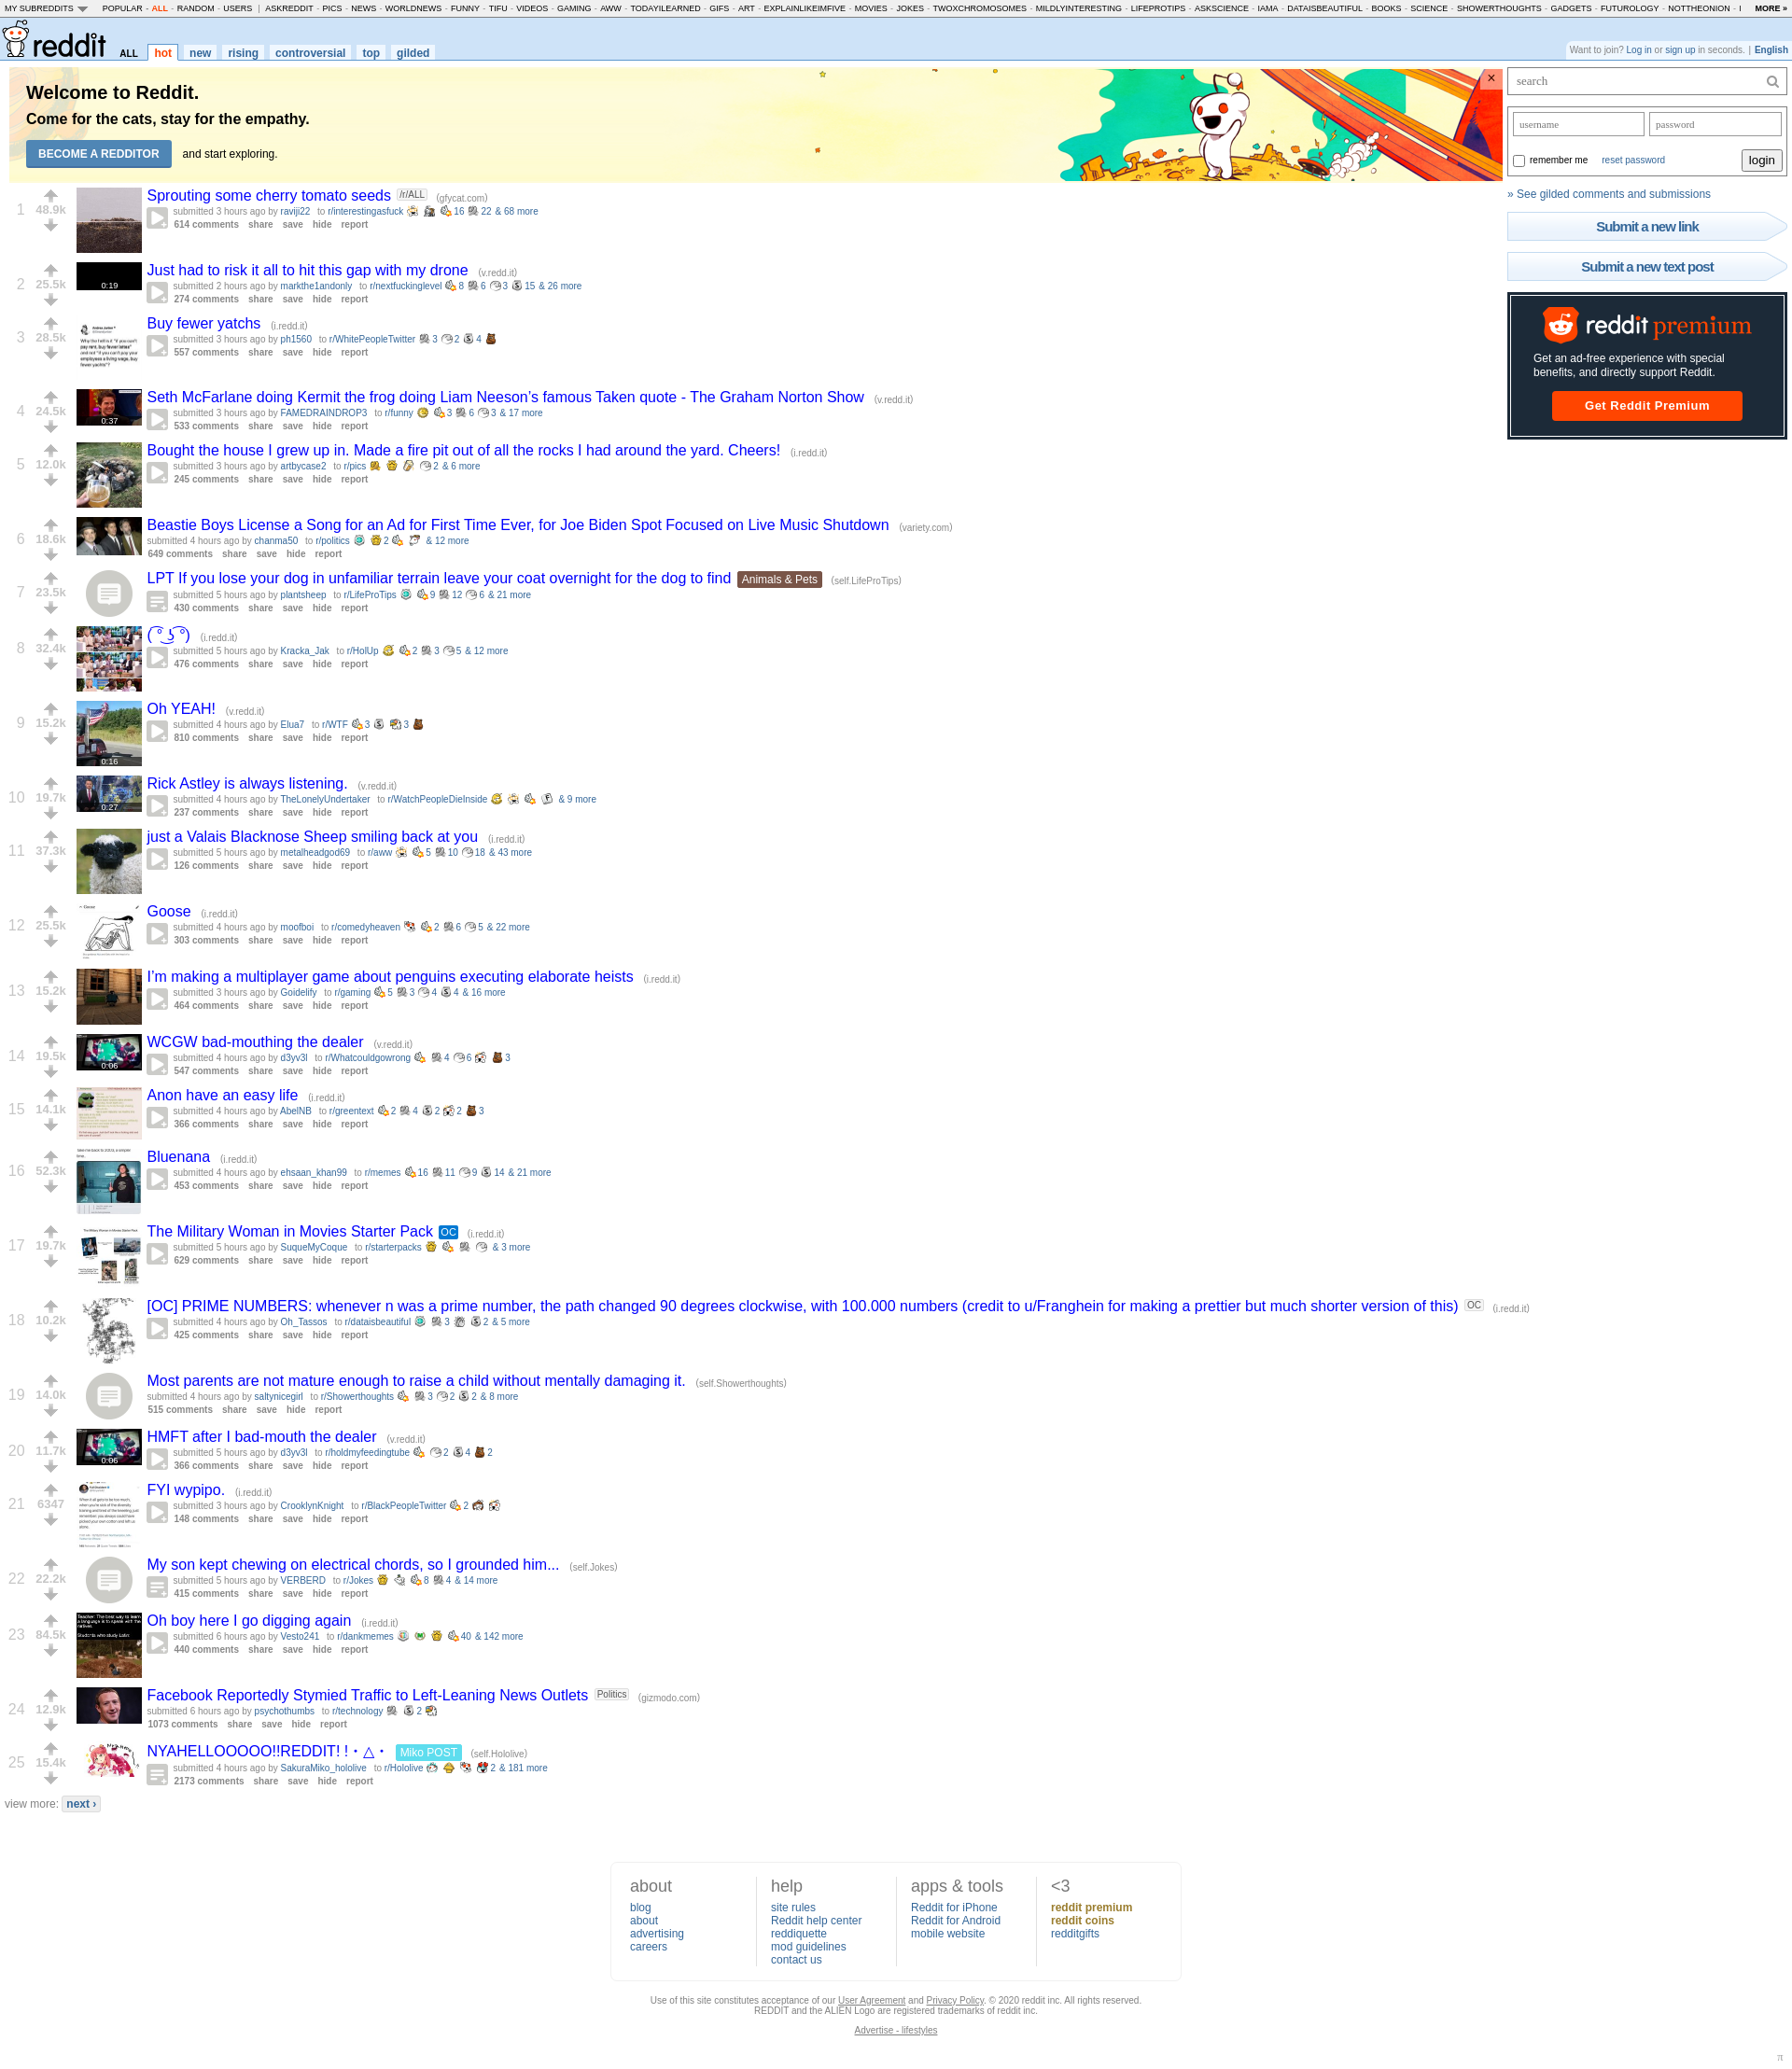 MY SUBREDDITS POPULAR - ALL - RANDOM - USERS | ASKREDDIT - PICS - NEWS - WORLDNEWS - FUNNY - TIFU - VIDEOS - GAMING - AWW - TODAYILEARNED - GIFS - ART - EXPLAINLIKEIMFIVE - MOVIES - JOKES - TWOXCHROMOSOMES - MILDLYINTERESTING - LIFEPROTIPS - ASKSCIENCE - IAMA - DATAISBEAUTIFUL - BOOKS - SCIENCE - SHOWERTHOUGHTS - GADGETS - FUTUROLOGY - NOTTHEONION - MORE »
reddit ALL hot new rising controversial top gilded
Want to join? Log in or sign up in seconds. | English
Welcome to Reddit.
Come for the cats, stay for the empathy.
BECOME A REDDITOR and start exploring.
×
search
username password
remember me reset password login
» See gilded comments and submissions
Submit a new link
Submit a new text post
reddit premium
Get an ad-free experience with special
benefits, and directly support Reddit.
Get Reddit Premium
1 48.9k Sprouting some cherry tomato seeds /r/ALL (gfycat.com)
submitted 3 hours ago by raviji22 to r/interestingasfuck 16 22 & 68 more
614 comments share save hide report
2 25.5k 0:19 Just had to risk it all to hit this gap with my drone (v.redd.it)
submitted 2 hours ago by markthe1andonly to r/nextfuckinglevel 8 6 3 15 & 26 more
274 comments share save hide report
3 28.5k Buy fewer yatchs (i.redd.it)
submitted 3 hours ago by ph1560 to r/WhitePeopleTwitter 3 2 4
557 comments share save hide report
4 24.5k 0:37 Seth McFarlane doing Kermit the frog doing Liam Neeson’s famous Taken quote - The Graham Norton Show (v.redd.it)
submitted 3 hours ago by FAMEDRAINDROP3 to r/funny 3 6 3 & 17 more
533 comments share save hide report
5 12.0k Bought the house I grew up in. Made a fire pit out of all the rocks I had around the yard. Cheers! (i.redd.it)
submitted 3 hours ago by artbycase2 to r/pics 2 & 6 more
245 comments share save hide report
6 18.6k Beastie Boys License a Song for an Ad for First Time Ever, for Joe Biden Spot Focused on Live Music Shutdown (variety.com)
submitted 4 hours ago by chanma50 to r/politics 2 & 12 more
649 comments share save hide report
7 23.5k LPT If you lose your dog in unfamiliar terrain leave your coat overnight for the dog to find Animals & Pets (self.LifeProTips)
submitted 5 hours ago by plantsheep to r/LifeProTips 9 12 6 & 21 more
430 comments share save hide report
8 32.4k ( ͡° ͜ʖ ͡°) (i.redd.it)
submitted 5 hours ago by Kracka_Jak to r/HolUp 2 3 5 & 12 more
476 comments share save hide report
9 15.2k 0:16 Oh YEAH! (v.redd.it)
submitted 4 hours ago by Elua7 to r/WTF 3 3
810 comments share save hide report
10 19.7k 0:27 Rick Astley is always listening. (v.redd.it)
submitted 4 hours ago by TheLonelyUndertaker to r/WatchPeopleDieInside & 9 more
237 comments share save hide report
11 37.3k just a Valais Blacknose Sheep smiling back at you (i.redd.it)
submitted 5 hours ago by metalheadgod69 to r/aww 5 10 18 & 43 more
126 comments share save hide report
12 25.5k Goose (i.redd.it)
submitted 4 hours ago by moofboi to r/comedyheaven 2 6 5 & 22 more
303 comments share save hide report
13 15.2k I’m making a multiplayer game about penguins executing elaborate heists (i.redd.it)
submitted 3 hours ago by Goidelify to r/gaming 5 3 4 4 & 16 more
464 comments share save hide report
14 19.5k 0:06 WCGW bad-mouthing the dealer (v.redd.it)
submitted 4 hours ago by d3yv3l to r/Whatcouldgowrong 4 6 3
547 comments share save hide report
15 14.1k Anon have an easy life (i.redd.it)
submitted 4 hours ago by AbelNB to r/greentext 2 4 2 2 3
366 comments share save hide report
16 52.3k Bluenana (i.redd.it)
submitted 4 hours ago by ehsaan_khan99 to r/memes 16 11 9 14 & 21 more
453 comments share save hide report
17 19.7k The Military Woman in Movies Starter Pack OC (i.redd.it)
submitted 5 hours ago by SuqueMyCoque to r/starterpacks & 3 more
629 comments share save hide report
18 10.2k [OC] PRIME NUMBERS: whenever n was a prime number, the path changed 90 degrees clockwise, with 100.000 numbers (credit to u/Franghein for making a prettier but much shorter version of this) OC (i.redd.it)
submitted 4 hours ago by Oh_Tassos to r/dataisbeautiful 3 2 & 5 more
425 comments share save hide report
19 14.0k Most parents are not mature enough to raise a child without mentally damaging it. (self.Showerthoughts)
submitted 4 hours ago by saltynicegirl to r/Showerthoughts 3 2 2 & 8 more
515 comments share save hide report
20 11.7k 0:06 HMFT after I bad-mouth the dealer (v.redd.it)
submitted 5 hours ago by d3yv3l to r/holdmyfeedingtube 2 4 2
366 comments share save hide report
21 6347 FYI wypipo. (i.redd.it)
submitted 3 hours ago by CrooklynKnight to r/BlackPeopleTwitter 2
148 comments share save hide report
22 22.2k My son kept chewing on electrical chords, so I grounded him... (self.Jokes)
submitted 5 hours ago by VERBERD to r/Jokes 8 4 & 14 more
415 comments share save hide report
23 84.5k Oh boy here I go digging again (i.redd.it)
submitted 6 hours ago by Vesto241 to r/dankmemes 40 & 142 more
440 comments share save hide report
24 12.9k Facebook Reportedly Stymied Traffic to Left-Leaning News Outlets Politics (gizmodo.com)
submitted 6 hours ago by psychothumbs to r/technology 2
1073 comments share save hide report
25 15.4k NYAHELLOOOOO!!REDDIT! !・△・ Miko POST (self.Hololive)
submitted 4 hours ago by SakuraMiko_hololive to r/Hololive 2 & 181 more
2173 comments share save hide report
view more: next ›
about help apps & tools <3
blog site rules Reddit for iPhone reddit premium
about Reddit help center Reddit for Android reddit coins
advertising reddiquette mobile website redditgifts
careers mod guidelines
contact us
Use of this site constitutes acceptance of our User Agreement and Privacy Policy. © 2020 reddit inc. All rights reserved.
REDDIT and the ALIEN Logo are registered trademarks of reddit inc.
Advertise - lifestyles
π